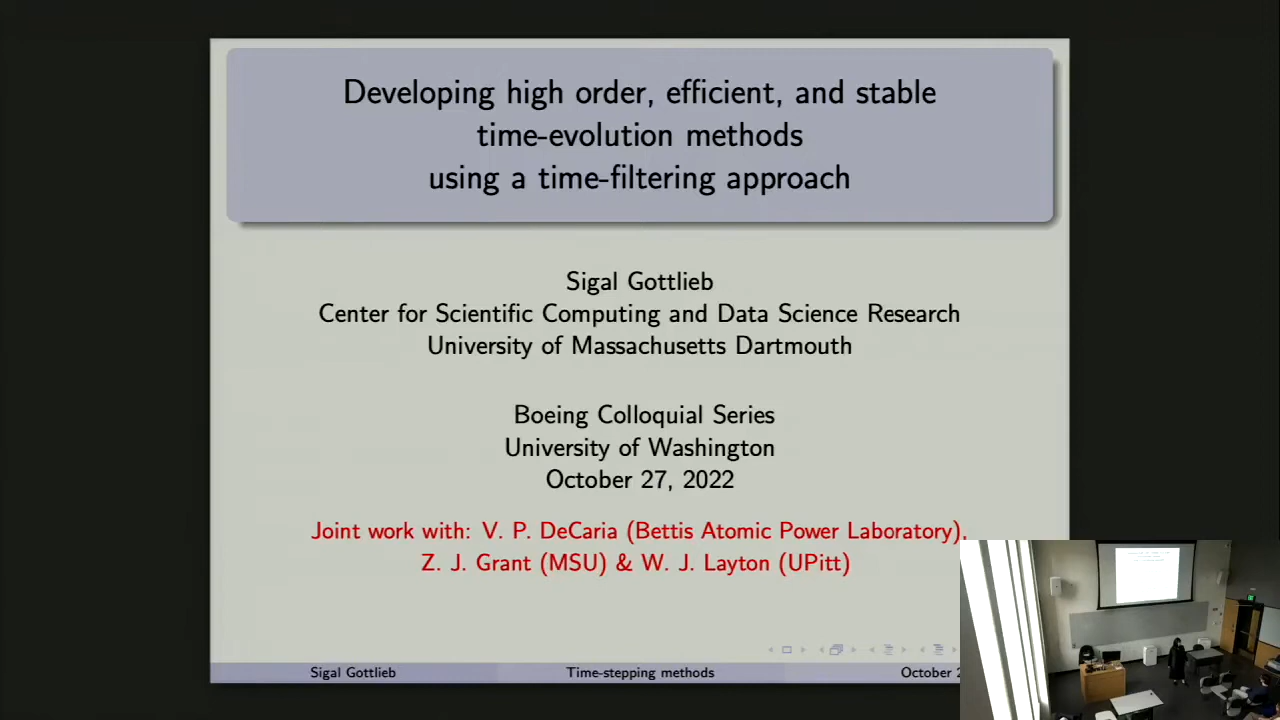 Developing high order, efficient, and stable
time-evolution methods
using a time-filtering approach
Sigal Gottlieb
Center for Scientific Computing and Data Science Research
University of Massachusetts Dartmouth
Boeing Colloquial Series
University of Washington
October 27, 2022
Joint work with: V. P. DeCaria (Bettis Atomic Power Laboratory),
Z. J. Grant (MSU) & W. J. Layton (UPitt)
Sigal Gottlieb
Time-stepping methods
October